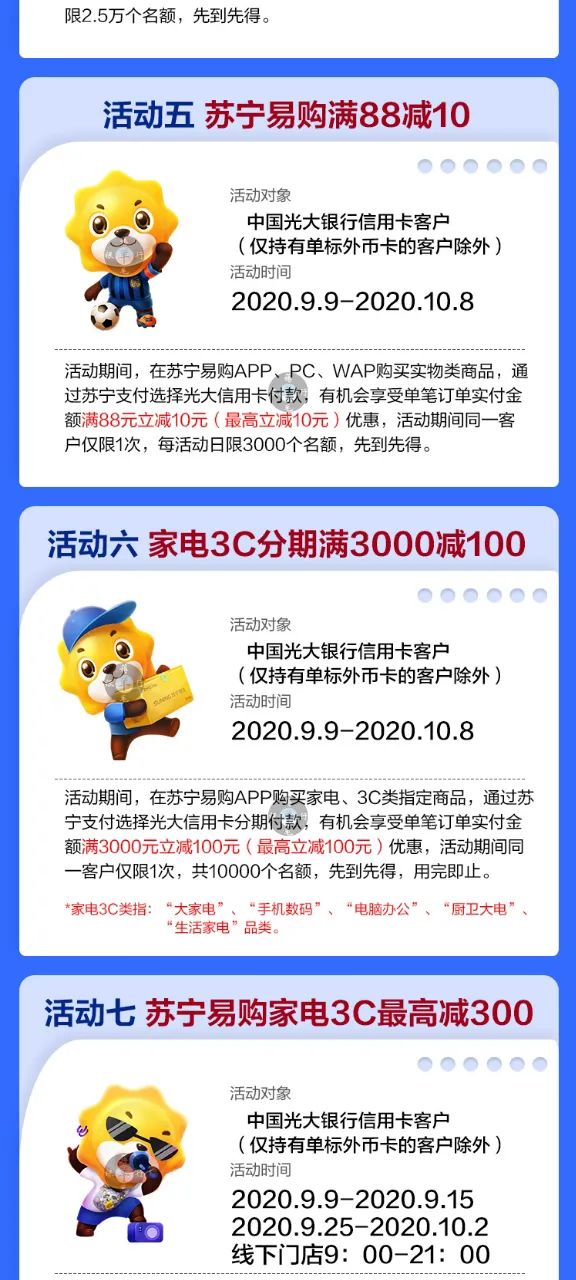 限2.5万个名额，先到先得。
活动五 苏宁易购满88减10
活动对象
中国光大银行信用卡客户
（仅持有单标外币卡的客户除外）
活动时间
2020.9.9-2020.10.8
活动期间，在苏宁易购APP、PC、WAP购买实物类商品，通
过苏宁支付选择光大信用卡付款，有机会享受单笔订单实付金
额满88元立减10元（最高立减10元）优惠，活动期间同一客
户仅限1次，每活动日限3000个名额，先到先得。
活动六 家电3C分期满3000减100
活动对象
中国光大银行信用卡客户
（仅持有单标外币卡的客户除外）
活动时间
2020.9.9-2020.10.8
活动期间，在苏宁易购APP购买家电、3C类指定商品，通过苏
宁支付选择光大信用卡分期付款，有机会享受单笔订单实付金
额满3000元立减100元（最高立减100元）优惠，活动期间同
一客户仅限1次，共10000个名额，先到先得，用完即止。
*家电3C类指：“大家电”、“手机数码”、“电脑办公”、“厨卫大电”、
“生活家电”品类。
活动七 苏宁易购家电3C最高减300
活动对象
中国光大银行信用卡客户
（仅持有单标外币卡的客户除外）
活动时间
2020.9.9-2020.9.15
2020.9.25-2020.10.2
线下门店9：00-21：00